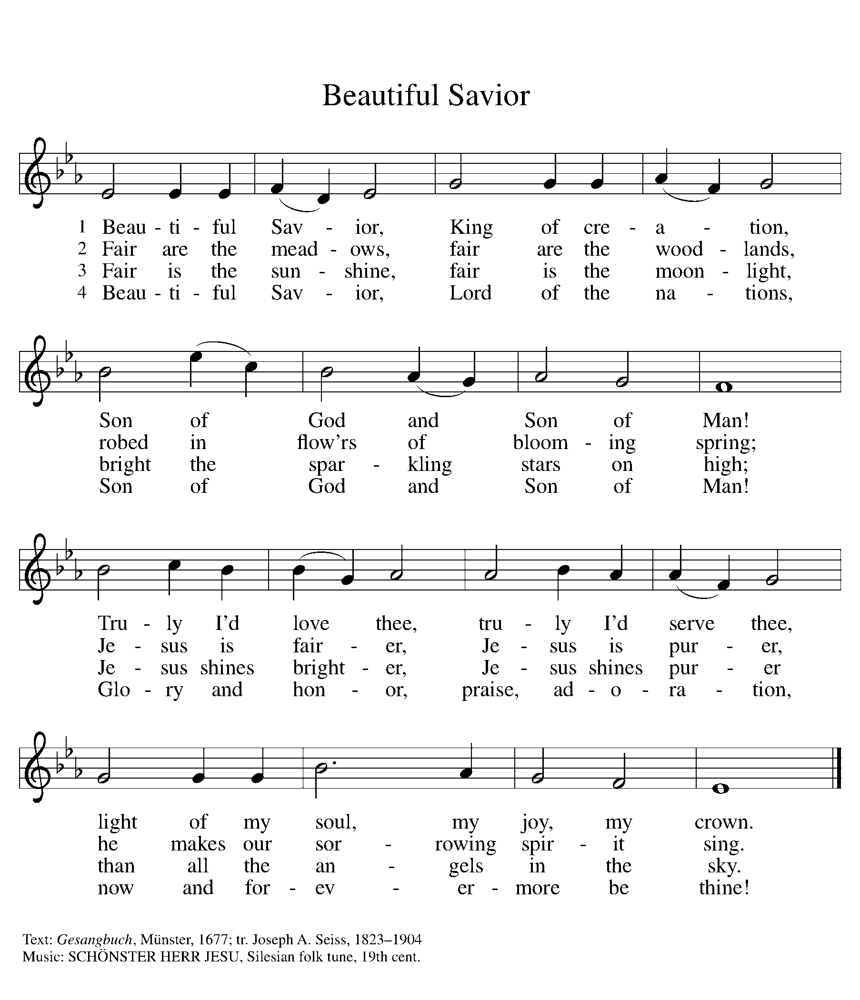 Beautiful Savior
1 Beau - ti - ful Sav - ior, King of cre - a - tion,
2 Fair are the mead - ows, fair are the wood - lands,
3 Fair is the sun - shine, fair is the moon - light,
4 Beau - ti - ful Sav - ior, Lord of the na - tions,
Son of God and Son of Man!
robed in flow'rs of bloom - ing spring;
bright the spar - kling stars on high;
Son of God and Son of Man!
Tru - ly I'd love thee, tru - ly I'd serve thee,
Je - sus is fair - er, Je - sus is pur - er,
Je - sus shines bright - er, Je - sus shines pur - er
Glo - ry and hon - or, praise, ad - o - ra - tion,
light of my soul, my joy, my crown.
he makes our sor - rowing spir - it sing.
than all the an - gels in the sky.
now and for - ev - er - more be thine!
Text: Gesangbuch, Münster, 1677; tr. Joseph A. Seiss, 1823–1904
Music: SCHÖNSTER HERR JESU, Silesian folk tune, 19th cent.